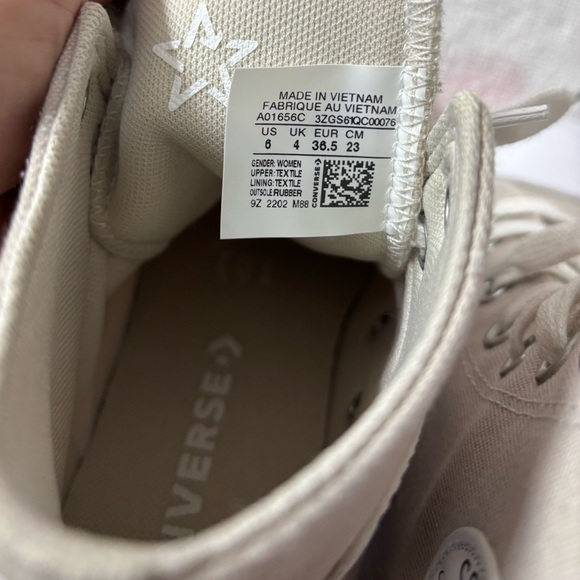 MADE IN VIETNAM
FABRIQUE AU VIETNAM
A01656C 3ZGS61QC00076
US UK EUR CM
6 4 36.5 23
GENDER: WOMEN
UPPER: TEXTILE
LINING: TEXTILE
OUTSOLE: RUBBER
9Z 2202 M88
CONVERSE
CONVERSE